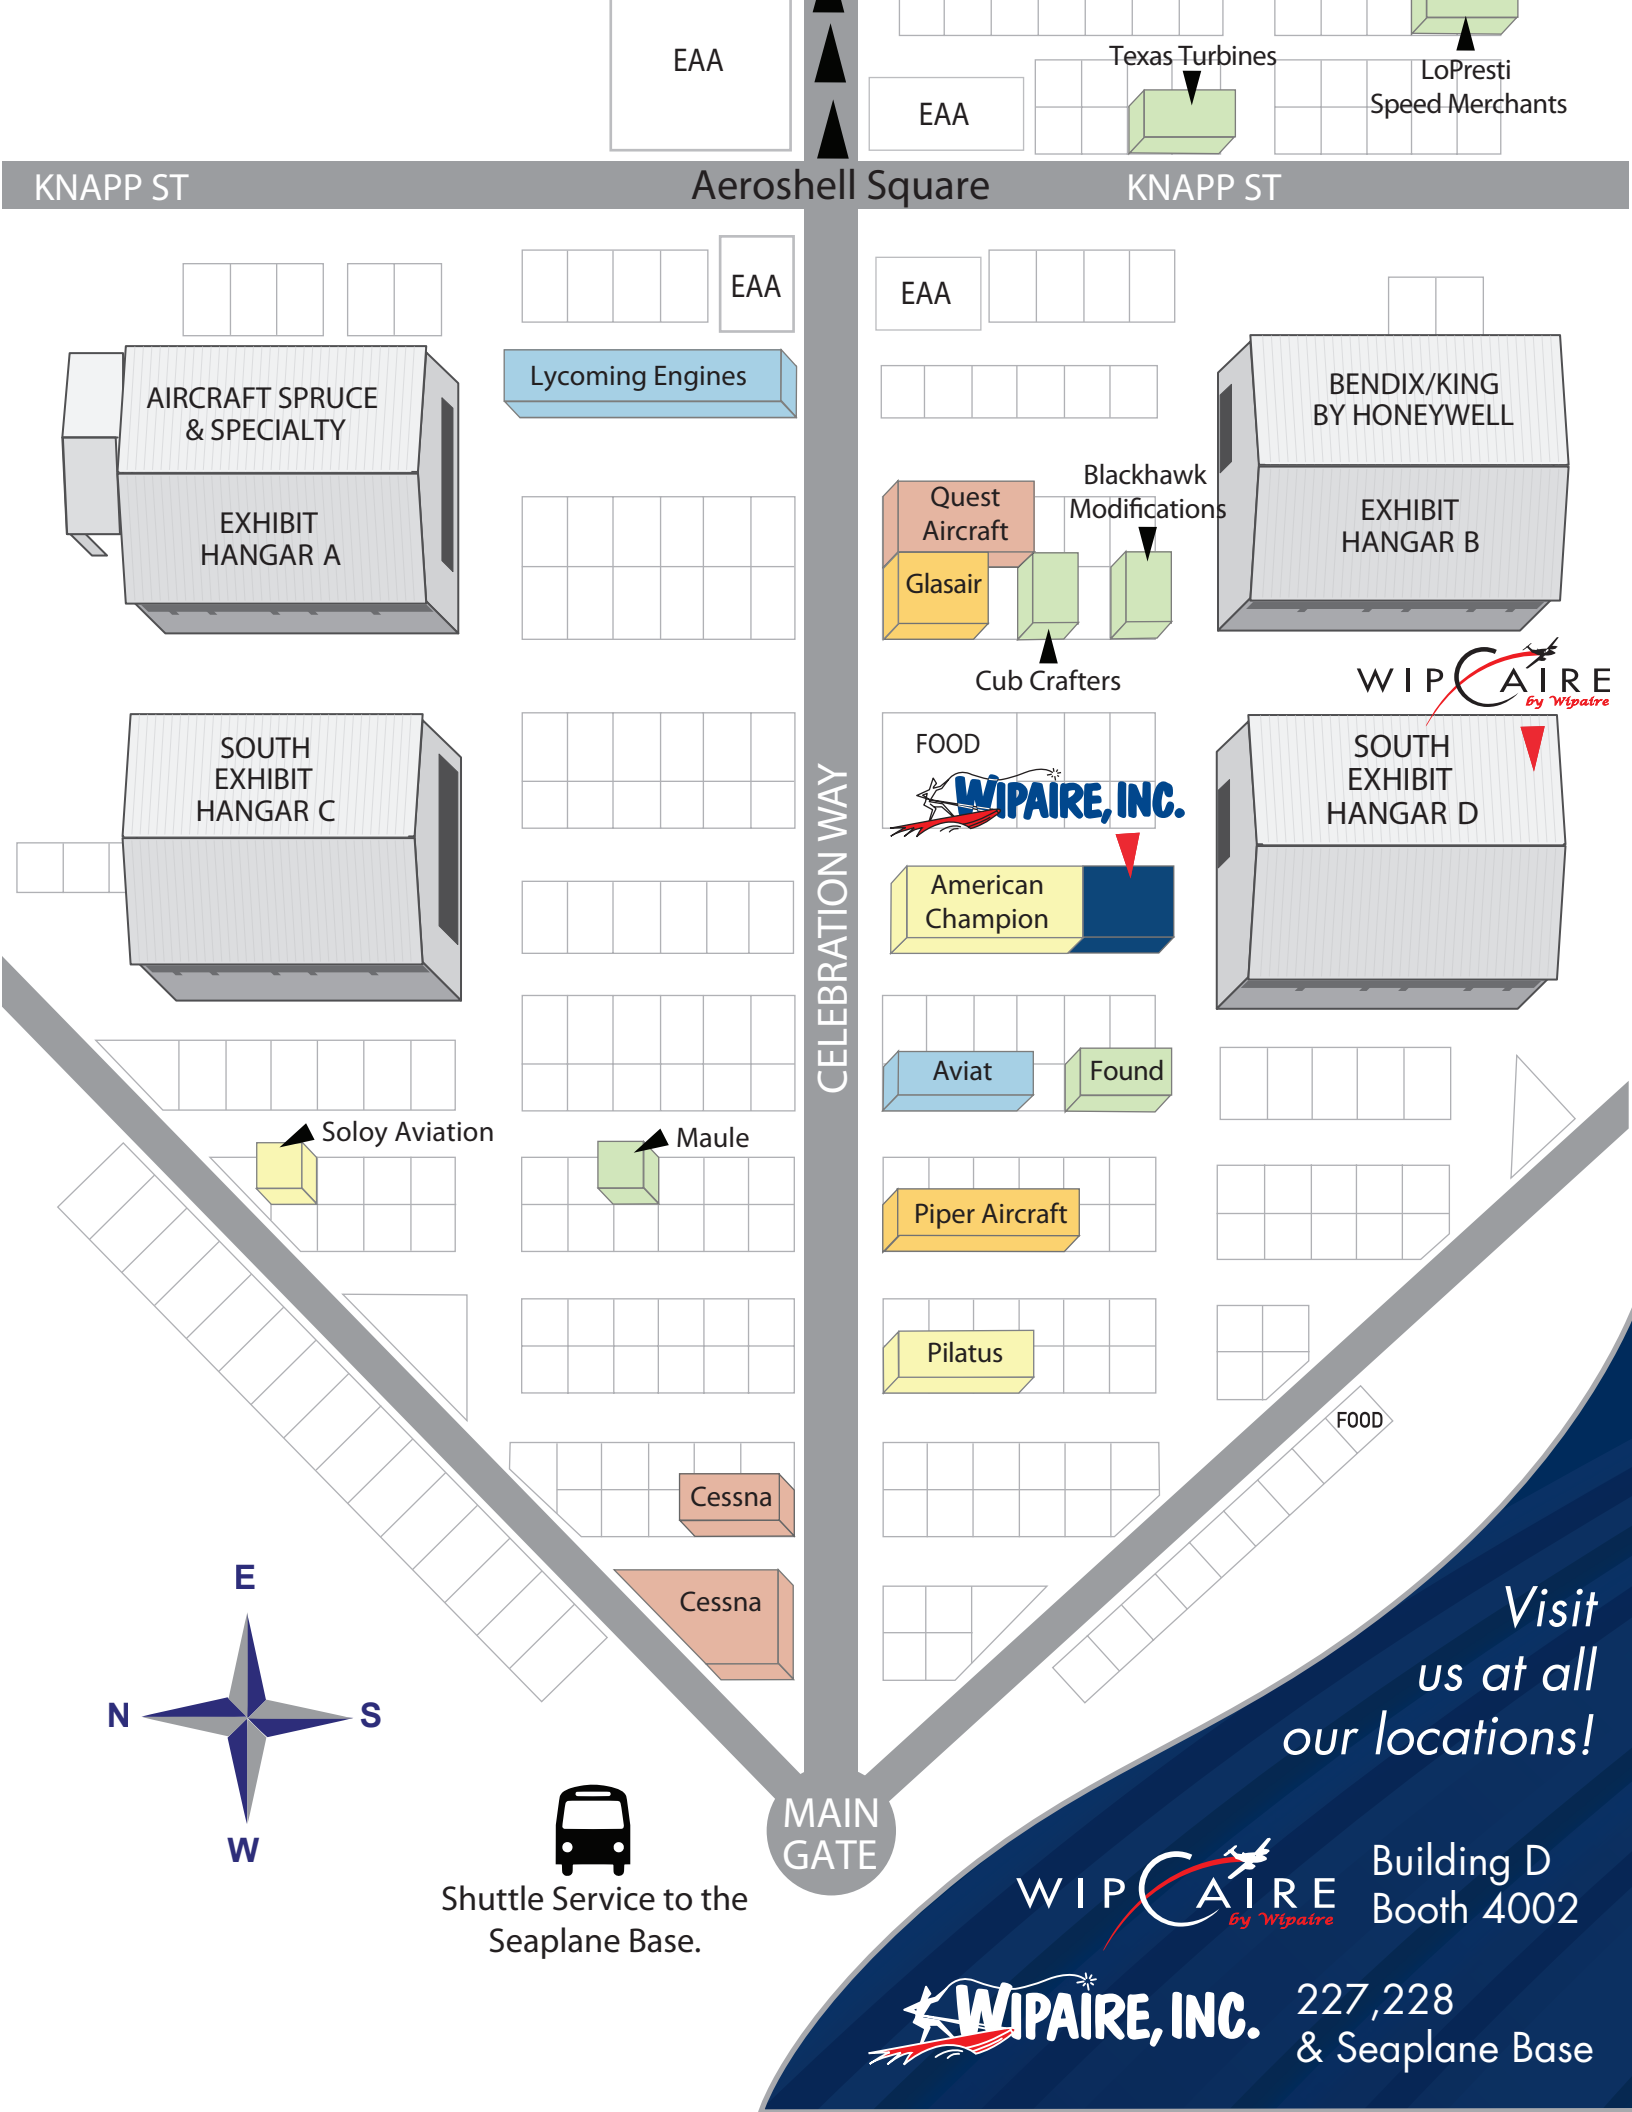 EAA
Texas Turbines
LoPresti
Speed Merchants
EAA
KNAPP ST
Aeroshell Square
KNAPP ST
EAA
EAA
Lycoming Engines
AIRCRAFT SPRUCE
& SPECIALTY
EXHIBIT
HANGAR A
BENDIX/KING
BY HONEYWELL
EXHIBIT
HANGAR B
Quest
Aircraft
Blackhawk
Modifications
Glasair
Cub Crafters
WIPCAIRE
by Wipaire
SOUTH
EXHIBIT
HANGAR C
FOOD
WIPAIRE, INC.
SOUTH
EXHIBIT
HANGAR D
CELEBRATION WAY
American
Champion
Aviat
Found
Soloy Aviation
Maule
Piper Aircraft
Pilatus
FOOD
Cessna
Cessna
E
N
S
W
Visit
us at all
our locations!
MAIN
GATE
Shuttle Service to the
Seaplane Base.
WIPCAIRE
by Wipaire
Building D
Booth 4002
WIPAIRE, INC.
227,228
& Seaplane Base